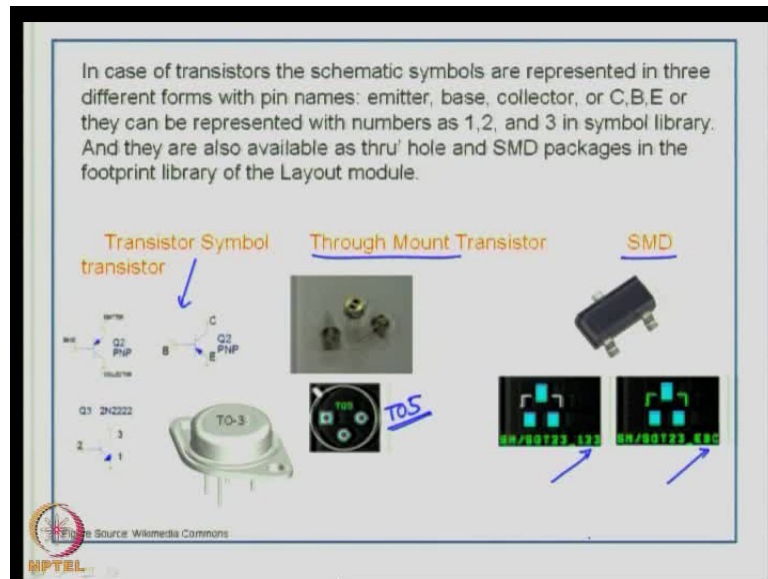 In case of transistors the schematic symbols are represented in three
different forms with pin names: emitter, base, collector, or C,B,E or
they can be represented with numbers as 1,2, and 3 in symbol library.
And they are also available as thru' hole and SMD packages in the
footprint library of the Layout module.
Transistor Symbol
transistor
Through Mount Transistor
SMD
EMITTER
BASE
Q2
PNP
COLLECTOR
C
B
Q2
PNP
E
Q3 2N2222
3
2
1
TO-3
TO5
TO5
SM/SOT23_123
SM/SOT23_EBC
Source: Wikimedia Commons
NPTEL